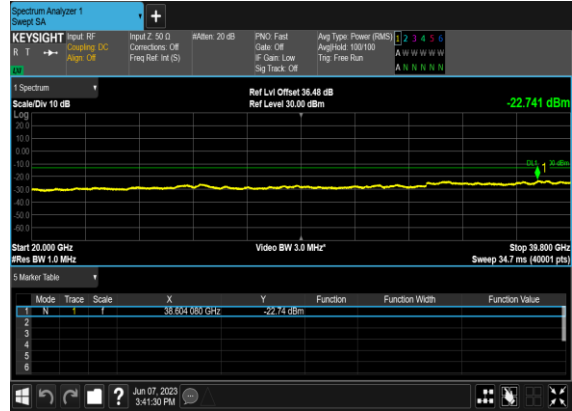 Spectrum Analyzer 1
Swept SA
KEYSIGHT Input: RF Input Z: 50 Ω #Atten: 20 dB PNO: Fast Avg Type: Power (RMS) 1 2 3 4 5 6
R T Coupling: DC Corrections: Off Gate: Off Avg|Hold: 100/100 A W W W W W
Align: Off Freq Ref: Int (S) IF Gain: Low Trig: Free Run
Sig Track: Off A N N N N N
1 Spectrum
Ref Lvl Offset 36.48 dB
Scale/Div 10 dB Ref Level 30.00 dBm -22.741 dBm
Log
20.0
10.0
0.00
-10.0
-20.0
-30.0
-40.0
-50.0
-60.0
1
Start 20.000 GHz Video BW 3.0 MHz* Stop 39.800 GHz
#Res BW 1.0 MHz Sweep 34.7 ms (40001 pts)
5 Marker Table
Mode Trace Scale X Y Function Function Width Function Value
1 N 1 f 38.604 080 GHz -22.74 dBm
2
3
4
5
6
Jun 07, 2023
3:41:30 PM